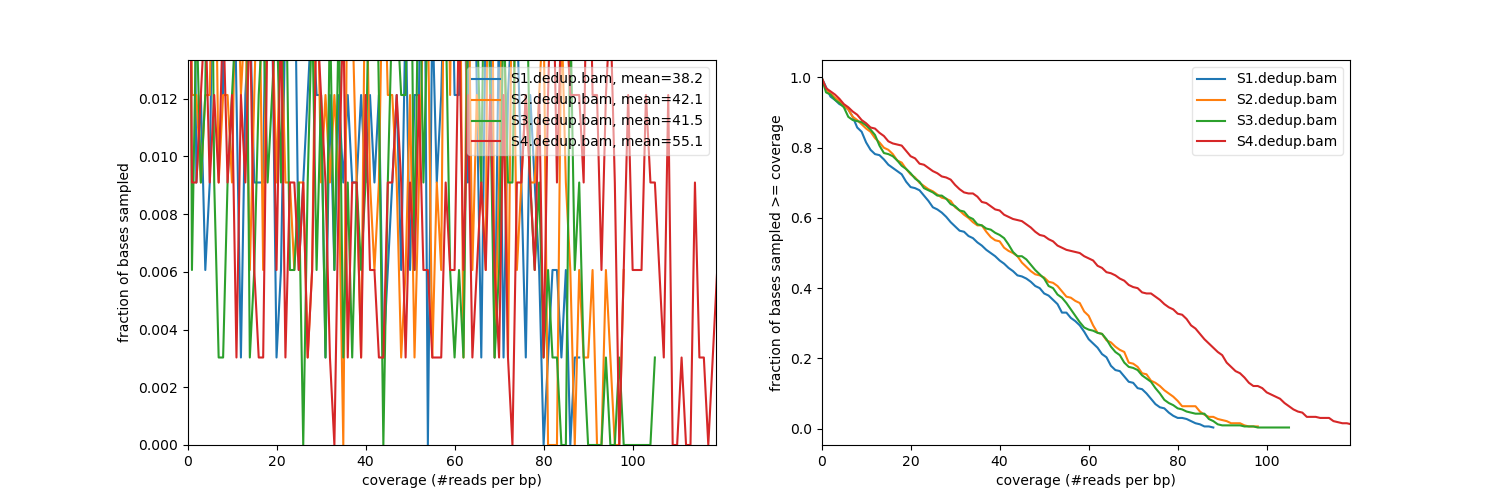 S1.dedup.bam, mean=38.2
S2.dedup.bam, mean=42.1
S3.dedup.bam, mean=41.5
S4.dedup.bam, mean=55.1
0.012
0.010
0.008
0.006
0.004
0.002
0.000
fraction of bases sampled
0 20 40 60 80 100
coverage (#reads per bp)
S1.dedup.bam
S2.dedup.bam
S3.dedup.bam
S4.dedup.bam
1.0
0.8
0.6
0.4
0.2
0.0
fraction of bases sampled >= coverage
0 20 40 60 80 100
coverage (#reads per bp)